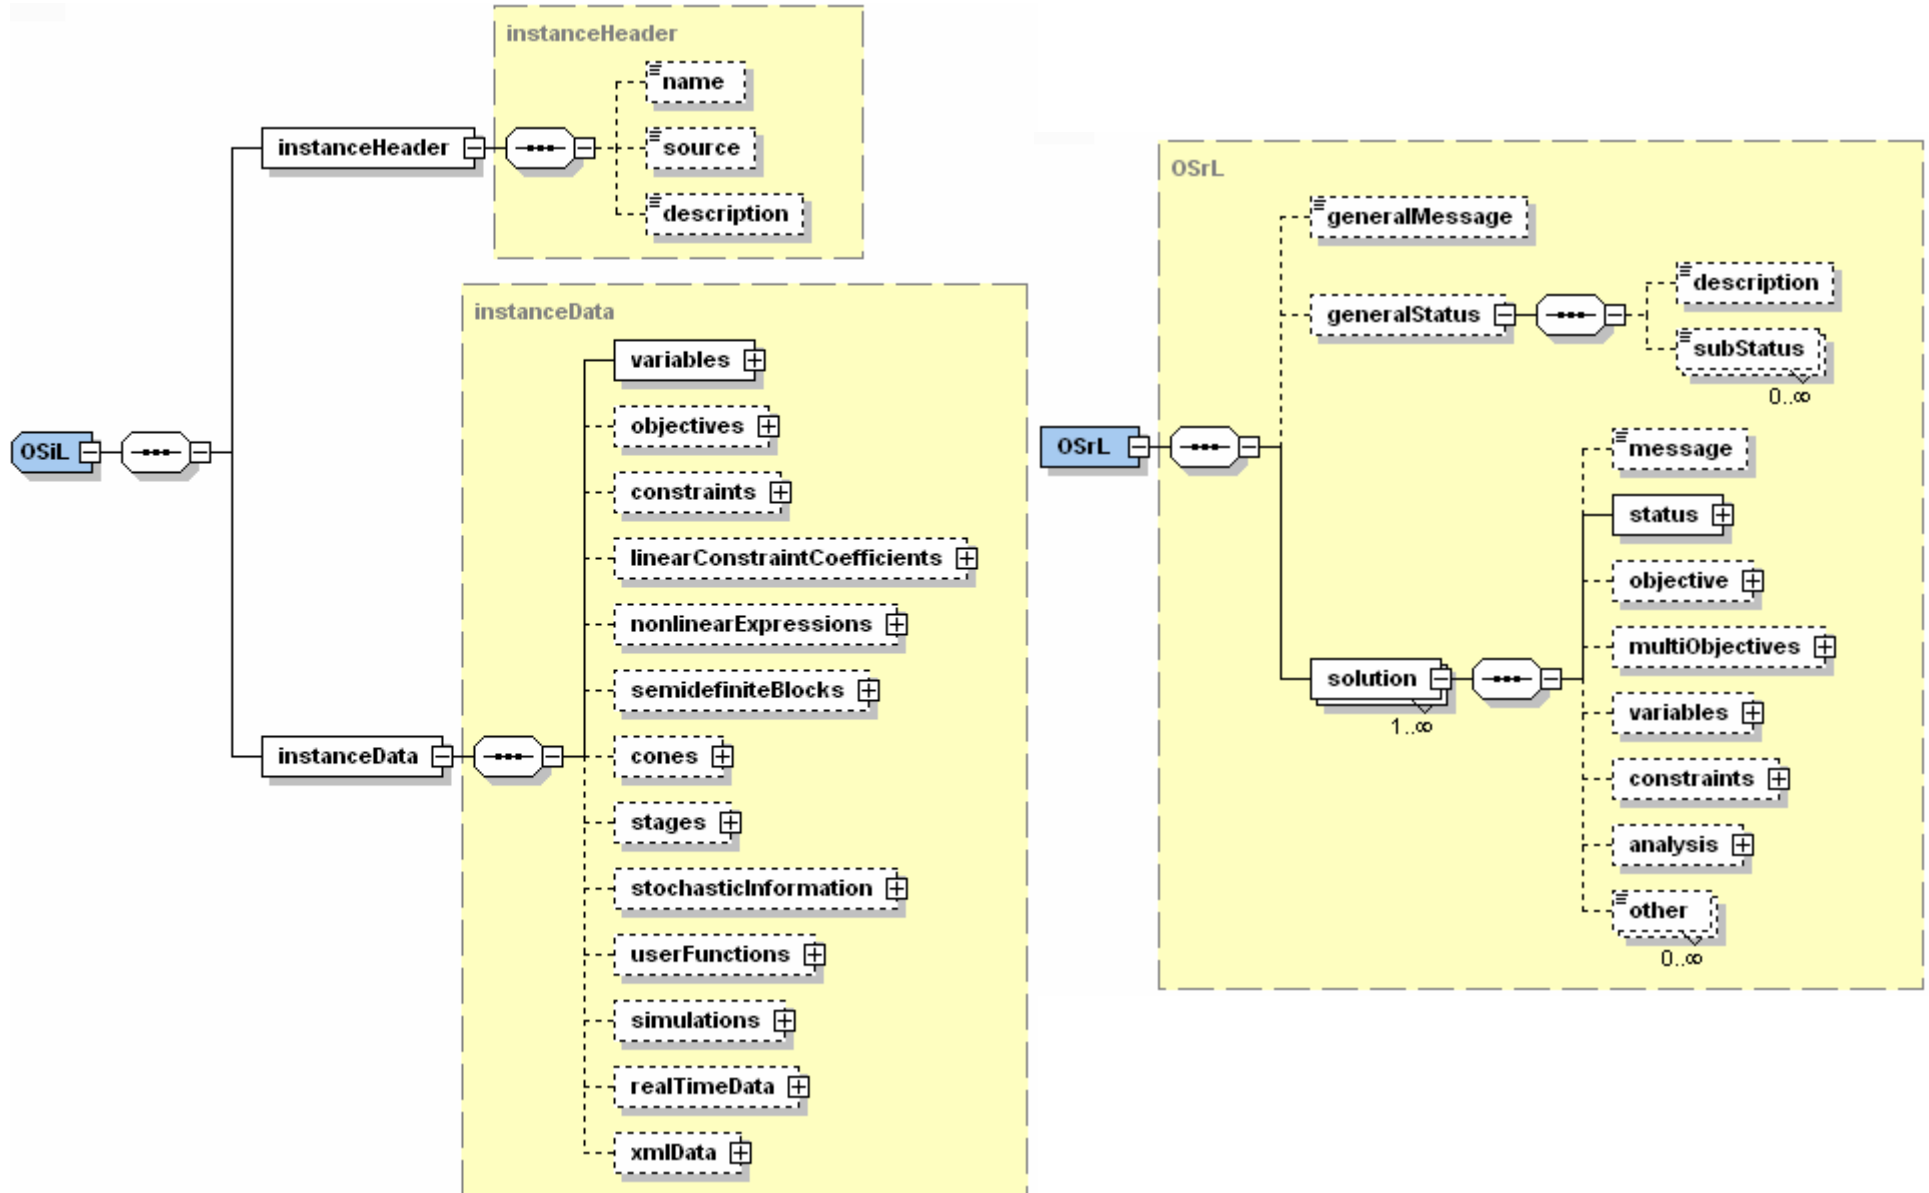 instanceHeader
name
instanceHeader
source
description
instanceData
variables
objectives
OSiL
constraints
linearConstraintCoefficients
nonlinearExpressions
semidefiniteBlocks
instanceData
cones
stages
stochasticInformation
userFunctions
simulations
realTimeData
xmlData
OSrL
generalMessage
description
generalStatus
subStatus
0..∞
OSrL
message
status
objective
multiObjectives
solution
1..∞
variables
constraints
analysis
other
0..∞